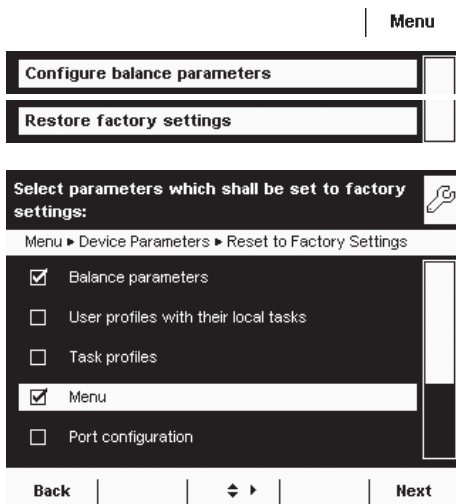 Menu
Configure balance parameters
Restore factory settings
Select parameters which shall be set to factory
settings:
Menu ▸ Device Parameters ▸ Reset to Factory Settings
Balance parameters
User profiles with their local tasks
Task profiles
Menu
Port configuration
Back Next